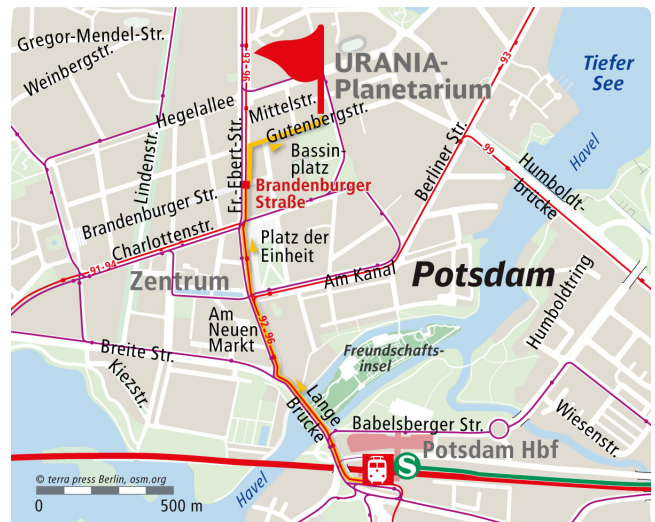 Gregor-Mendel-Str.
Weinbergstr.
Hegelallee
Lindenstr.
93·96
Fr.-Ebert-Str.
URANIA-
Planetarium
Mittelstr.
Gutenbergstr.
Bassin-
platz
Brandenburger
Straße
Brandenburger Str.
Charlottenstr.
91·94
Platz der
Einheit
Zentrum
Am Kanal
Berliner Str.
93
99
Tiefer
See
Havel
Humboldt-
brücke
Potsdam
Humboldtring
Am
Neuen
Markt
92·96
Breite Str.
Kiezstr.
Freundschafts-
insel
Lange
Brücke
Babelsberger Str.
Wiesenstr.
Potsdam Hbf
S
Havel
© terra press Berlin, osm.org
0 500 m